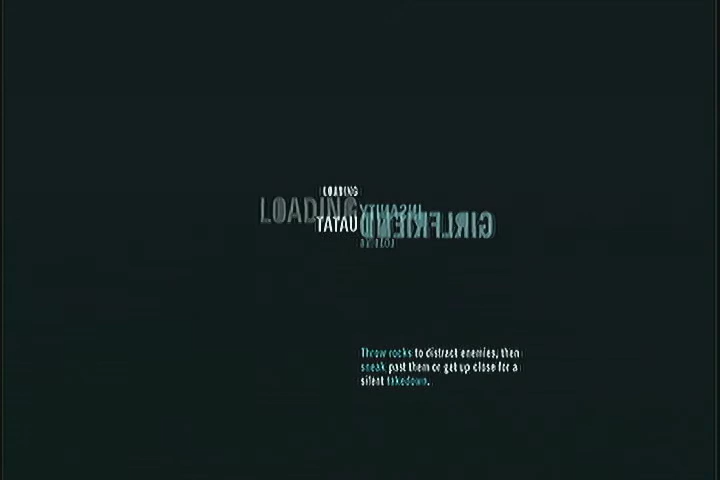 LOADING
LOADING
INSANITY
TATAU
GIRLFRIEND
Throw rocks to distract enemies, then
sneak past them or get up close for a
silent takedown.